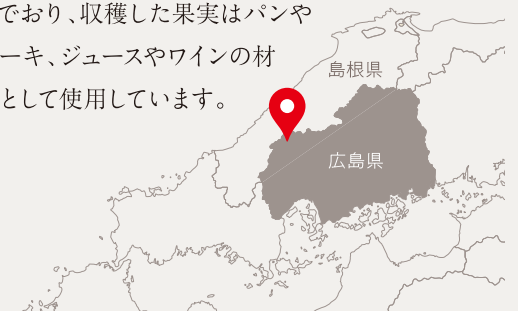 でおり、収穫した果実はパンや
ーキ、ジュースやワインの材
として使用しています。
島根県
広島県